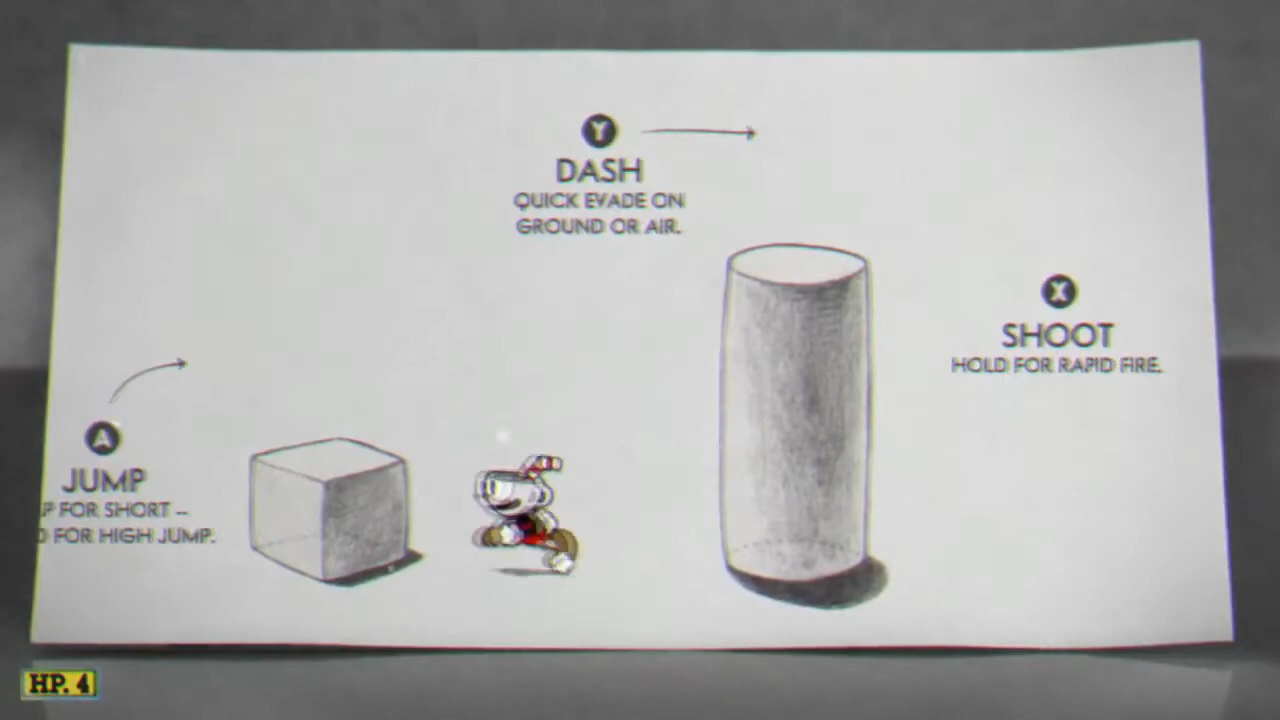 Y
DASH
QUICK EVADE ON
GROUND OR AIR.
X
SHOOT
HOLD FOR RAPID FIRE.
A
JUMP
P FOR SHORT –
FOR HIGH JUMP.
HP. 4